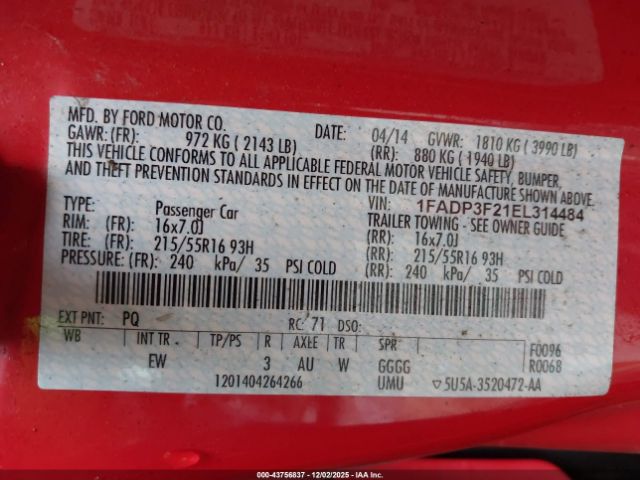 MFD. BY FORD MOTOR CO.
DATE: 04/14 GVWR: 1810 KG ( 3990 LB)
GAWR: (FR): 972 KG ( 2143 LB) (RR): 880 KG ( 1940 LB)
THIS VEHICLE CONFORMS TO ALL APPLICABLE FEDERAL MOTOR VEHICLE SAFETY, BUMPER,
AND THEFT PREVENTION STANDARDS IN EFFECT ON THE DATE OF MANUFACTURE SHOWN ABOVE.
VIN: 1FADP3F21EL314484
TYPE: Passenger Car TRAILER TOWING - SEE OWNER GUIDE
RIM: (FR): 16x7.0J (RR): 16x7.0J
TIRE: (FR): 215/55R16 93H (RR): 215/55R16 93H
PRESSURE: (FR): 240 kPa/ 35 PSI COLD (RR): 240 kPa/ 35 PSI COLD
EXT PNT: PQ RC: 71 DSO:
WB INT TR TP/PS R AXLE TR SPR F0096
EW 3 AU W GGGG R0068
1201404264266 UMU ▽5U5A-3520472-AA
000-43756837 - 12/02/2025 - IAAI.CA